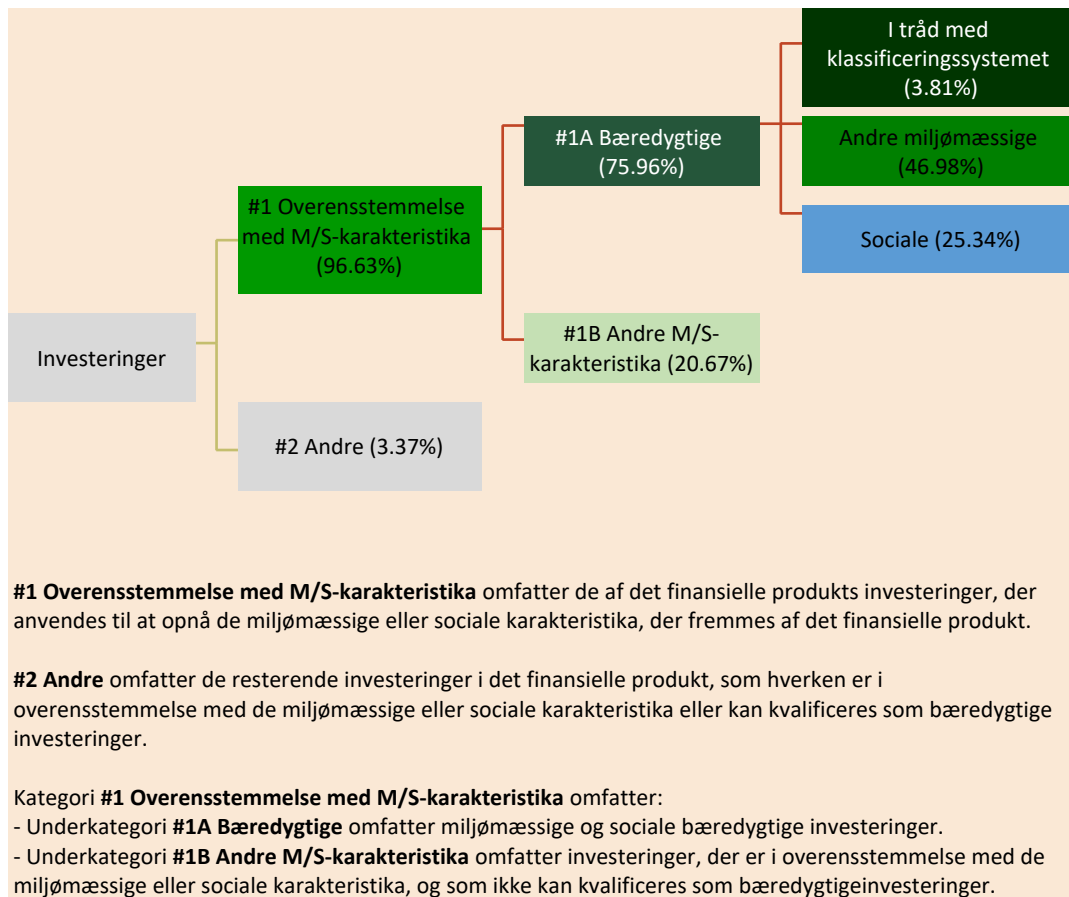 I tråd med
klassificeringssystemet
(3.81%)
#1A Bæredygtige
(75.96%)
Andre miljømæssige
(46.98%)
#1 Overensstemmelse
med M/S-karakteristika
(96.63%)
Sociale (25.34%)
Investeringer
#1B Andre M/S-
karakteristika (20.67%)
#2 Andre (3.37%)
#1 Overensstemmelse med M/S-karakteristika omfatter de af det finansielle produkts investeringer, der
anvendes til at opnå de miljømæssige eller sociale karakteristika, der fremmes af det finansielle produkt.
#2 Andre omfatter de resterende investeringer i det finansielle produkt, som hverken er i
overensstemmelse med de miljømæssige eller sociale karakteristika eller kan kvalificeres som bæredygtige
investeringer.
Kategori #1 Overensstemmelse med M/S-karakteristika omfatter:
- Underkategori #1A Bæredygtige omfatter miljømæssige og sociale bæredygtige investeringer.
- Underkategori #1B Andre M/S-karakteristika omfatter investeringer, der er i overensstemmelse med de
miljømæssige eller sociale karakteristika, og som ikke kan kvalificeres som bæredygtigeinvesteringer.